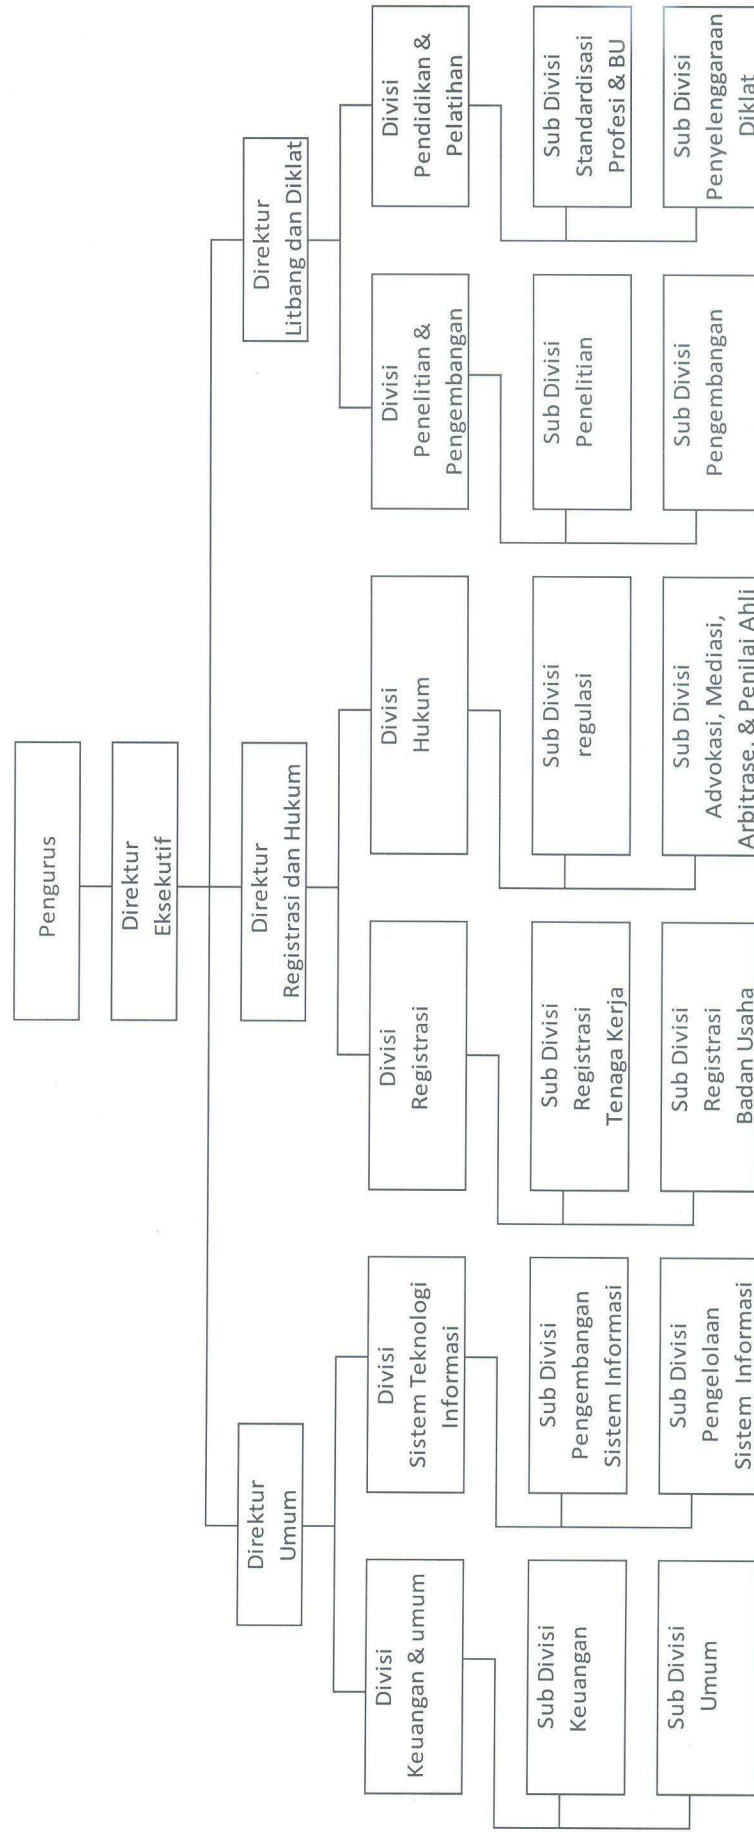 Pengurus
Direktur
Eksekutif
Direktur
Umum
Direktur
Registrasi dan Hukum
Direktur
Litbang dan Diklat
Divisi
Keuangan & umum
Divisi
Sistem Teknologi
Informasi
Divisi
Registrasi
Divisi
Hukum
Divisi
Penelitian &
Pengembangan
Divisi
Pendidikan &
Pelatihan
Sub Divisi
Keuangan
Sub Divisi
Pengembangan
Sistem Informasi
Sub Divisi
Registrasi
Tenaga Kerja
Sub Divisi
regulasi
Sub Divisi
Penelitian
Sub Divisi
Standardisasi
Profesi & BU
Sub Divisi
Umum
Sub Divisi
Pengelolaan
Sistem Informasi
Sub Divisi
Registrasi
Badan Usaha
Sub Divisi
Advokasi, Mediasi,
Arbitrase, & Penilai Ahli
Sub Divisi
Pengembangan
Sub Divisi
Penyelenggaraan
Diklat